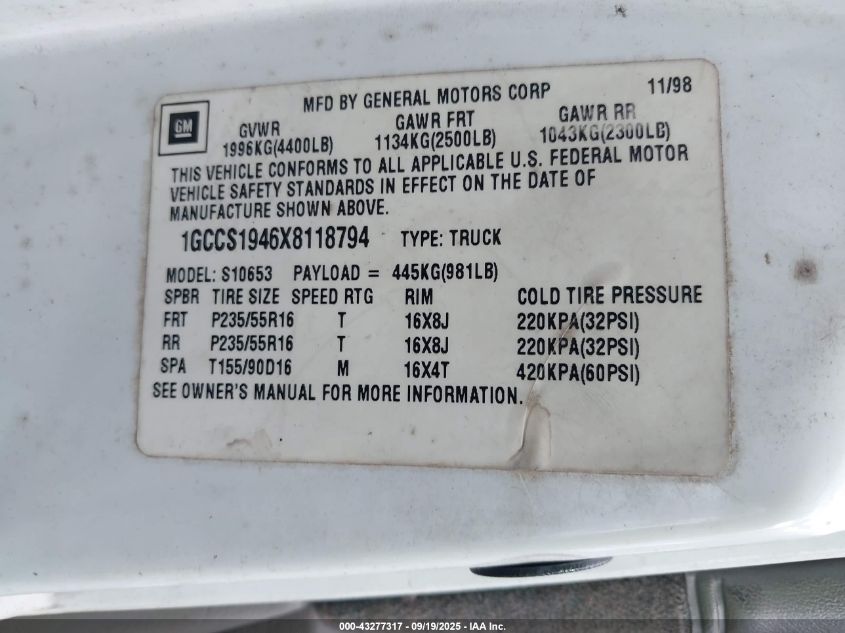 MFD BY GENERAL MOTORS CORP 11/98
GM
GVWR GAWR FRT GAWR RR
1996KG(4400LB) 1134KG(2500LB) 1043KG(2300LB)
THIS VEHICLE CONFORMS TO ALL APPLICABLE U.S. FEDERAL MOTOR
VEHICLE SAFETY STANDARDS IN EFFECT ON THE DATE OF
MANUFACTURE SHOWN ABOVE.
1GCCS1946X8118794 TYPE: TRUCK
MODEL: S10653 PAYLOAD = 445KG(981LB)
SPBR TIRE SIZE SPEED RTG RIM COLD TIRE PRESSURE
FRT P235/55R16 T 16X8J 220KPA(32PSI)
RR P235/55R16 T 16X8J 220KPA(32PSI)
SPA T155/90D16 M 16X4T 420KPA(60PSI)
SEE OWNER'S MANUAL FOR MORE INFORMATION.
000-43277317 - 09/19/2025 - IAA Inc.